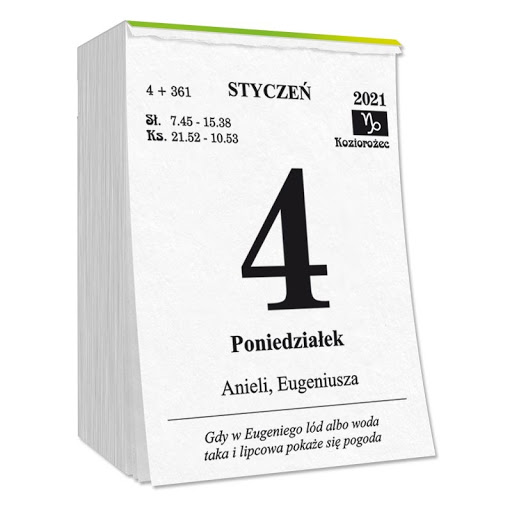 4 + 361 STYCZEŃ 2021
Sł. 7.45 - 15.38
Ks. 21.52 - 10.53
Koziorożec
4
Poniedziałek
Anieli, Eugeniusza
Gdy w Eugeniego lód albo woda
taka i lipcowa pokaże się pogoda